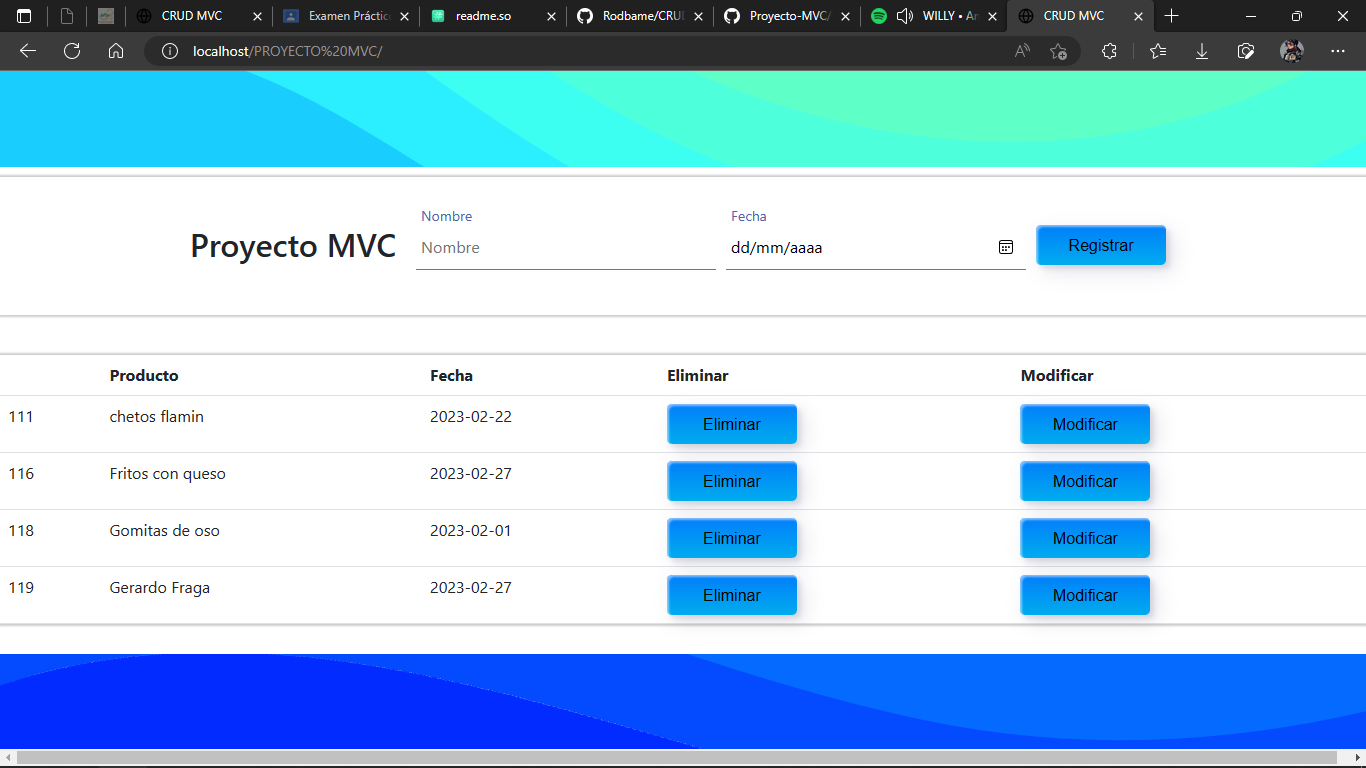 CRUD MVC
Examen Práctic
readme.so
Rodbame/CRUD
Proyecto-MVC/
WILLY • Ar
CRUD MVC
localhost/PROYECTO%20MVC/
Nombre
Fecha
Proyecto MVC
Nombre
dd/mm/aaaa
Registrar
Producto Fecha Eliminar Modificar
111 chetos flamin 2023-02-22 Eliminar Modificar
116 Fritos con queso 2023-02-27 Eliminar Modificar
118 Gomitas de oso 2023-02-01 Eliminar Modificar
119 Gerardo Fraga 2023-02-27 Eliminar Modificar